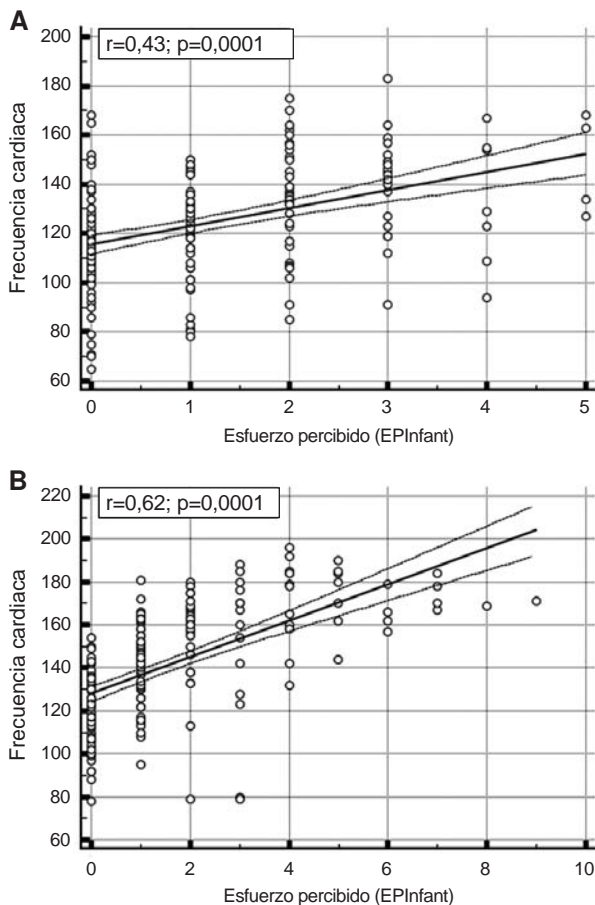 A
r=0,43; p=0,0001
Frecuencia cardiaca
200
180
160
140
120
100
80
60
0 1 2 3 4 5
Esfuerzo percibido (EPInfant)
B
r=0,62; p=0,0001
Frecuencia cardiaca
220
200
180
160
140
120
100
80
60
0 2 4 6 8 10
Esfuerzo percibido (EPInfant)